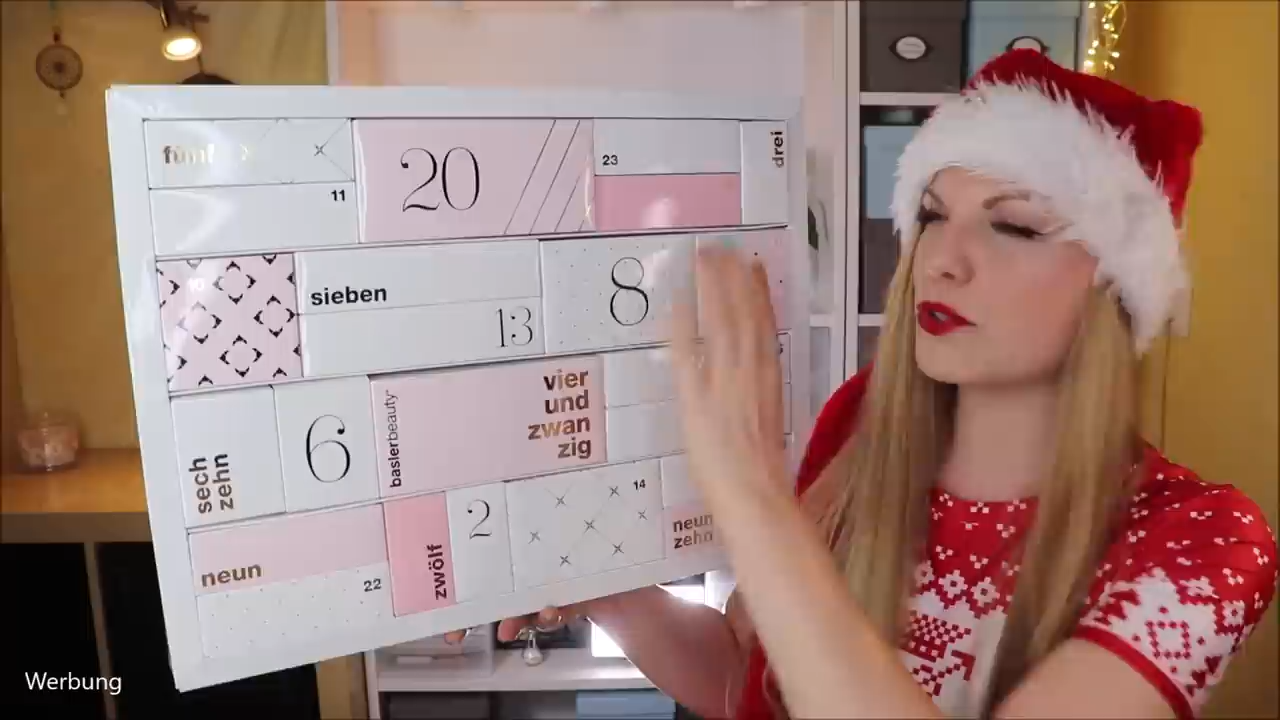 fünf
20
23
drei
11
10
sieben
13
8
sech
zehn
6
baslerbeauty
vier
und
zwan
zig
neun
22
zwölf
2
14
neun
zehn
Werbung